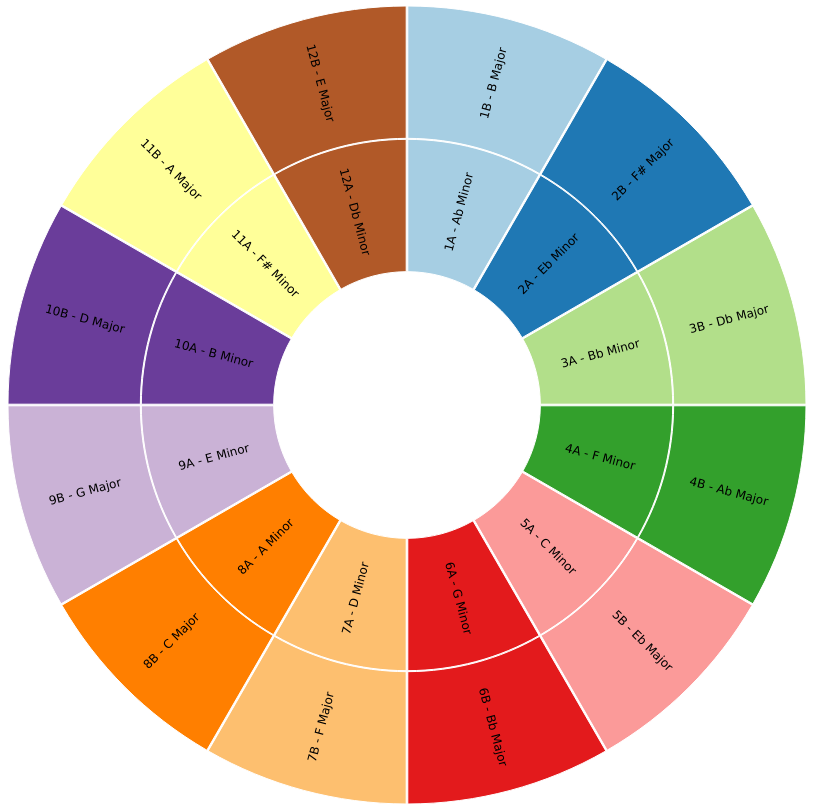 1B - B Major
2B - F# Major
3B - Db Major
4B - Ab Major
5B - Eb Major
6B - Bb Major
7B - F Major
8B - C Major
9B - G Major
10B - D Major
11B - A Major
12B - E Major
1A - Ab Minor
2A - Eb Minor
3A - Bb Minor
4A - F Minor
5A - C Minor
6A - G Minor
7A - D Minor
8A - A Minor
9A - E Minor
10A - B Minor
11A - F# Minor
12A - Db Minor